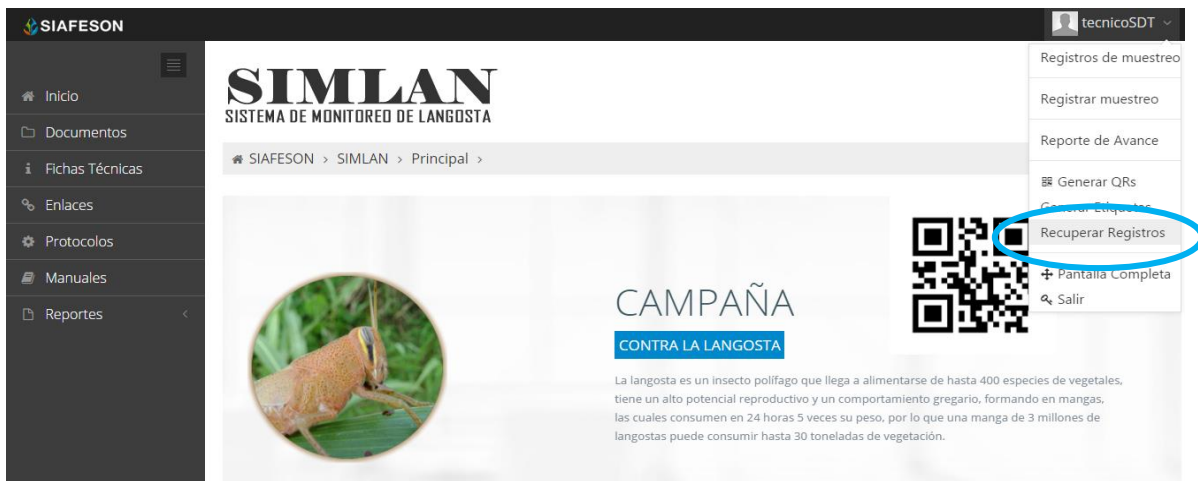 SIAFESON
tecnicoSDT
Inicio
Documentos
Fichas Técnicas
Enlaces
Protocolos
Manuales
Reportes
SIMLAN
SISTEMA DE MONITOREO DE LANGOSTA
SIAFESON > SIMLAN > Principal >
Registros de muestreo
Registrar muestreo
Reporte de Avance
Generar QRs
Generar Etiquetas
Recuperar Registros
Pantalla Completa
Salir
CAMPAÑA
CONTRA LA LANGOSTA
La langosta es un insecto polífago que llega a alimentarse de hasta 400 especies de vegetales,
tiene un alto potencial reproductivo y un comportamiento gregario, formando en mangas,
las cuales consumen en 24 horas 5 veces su peso, por lo que una manga de 3 millones de
langostas puede consumir hasta 30 toneladas de vegetación.